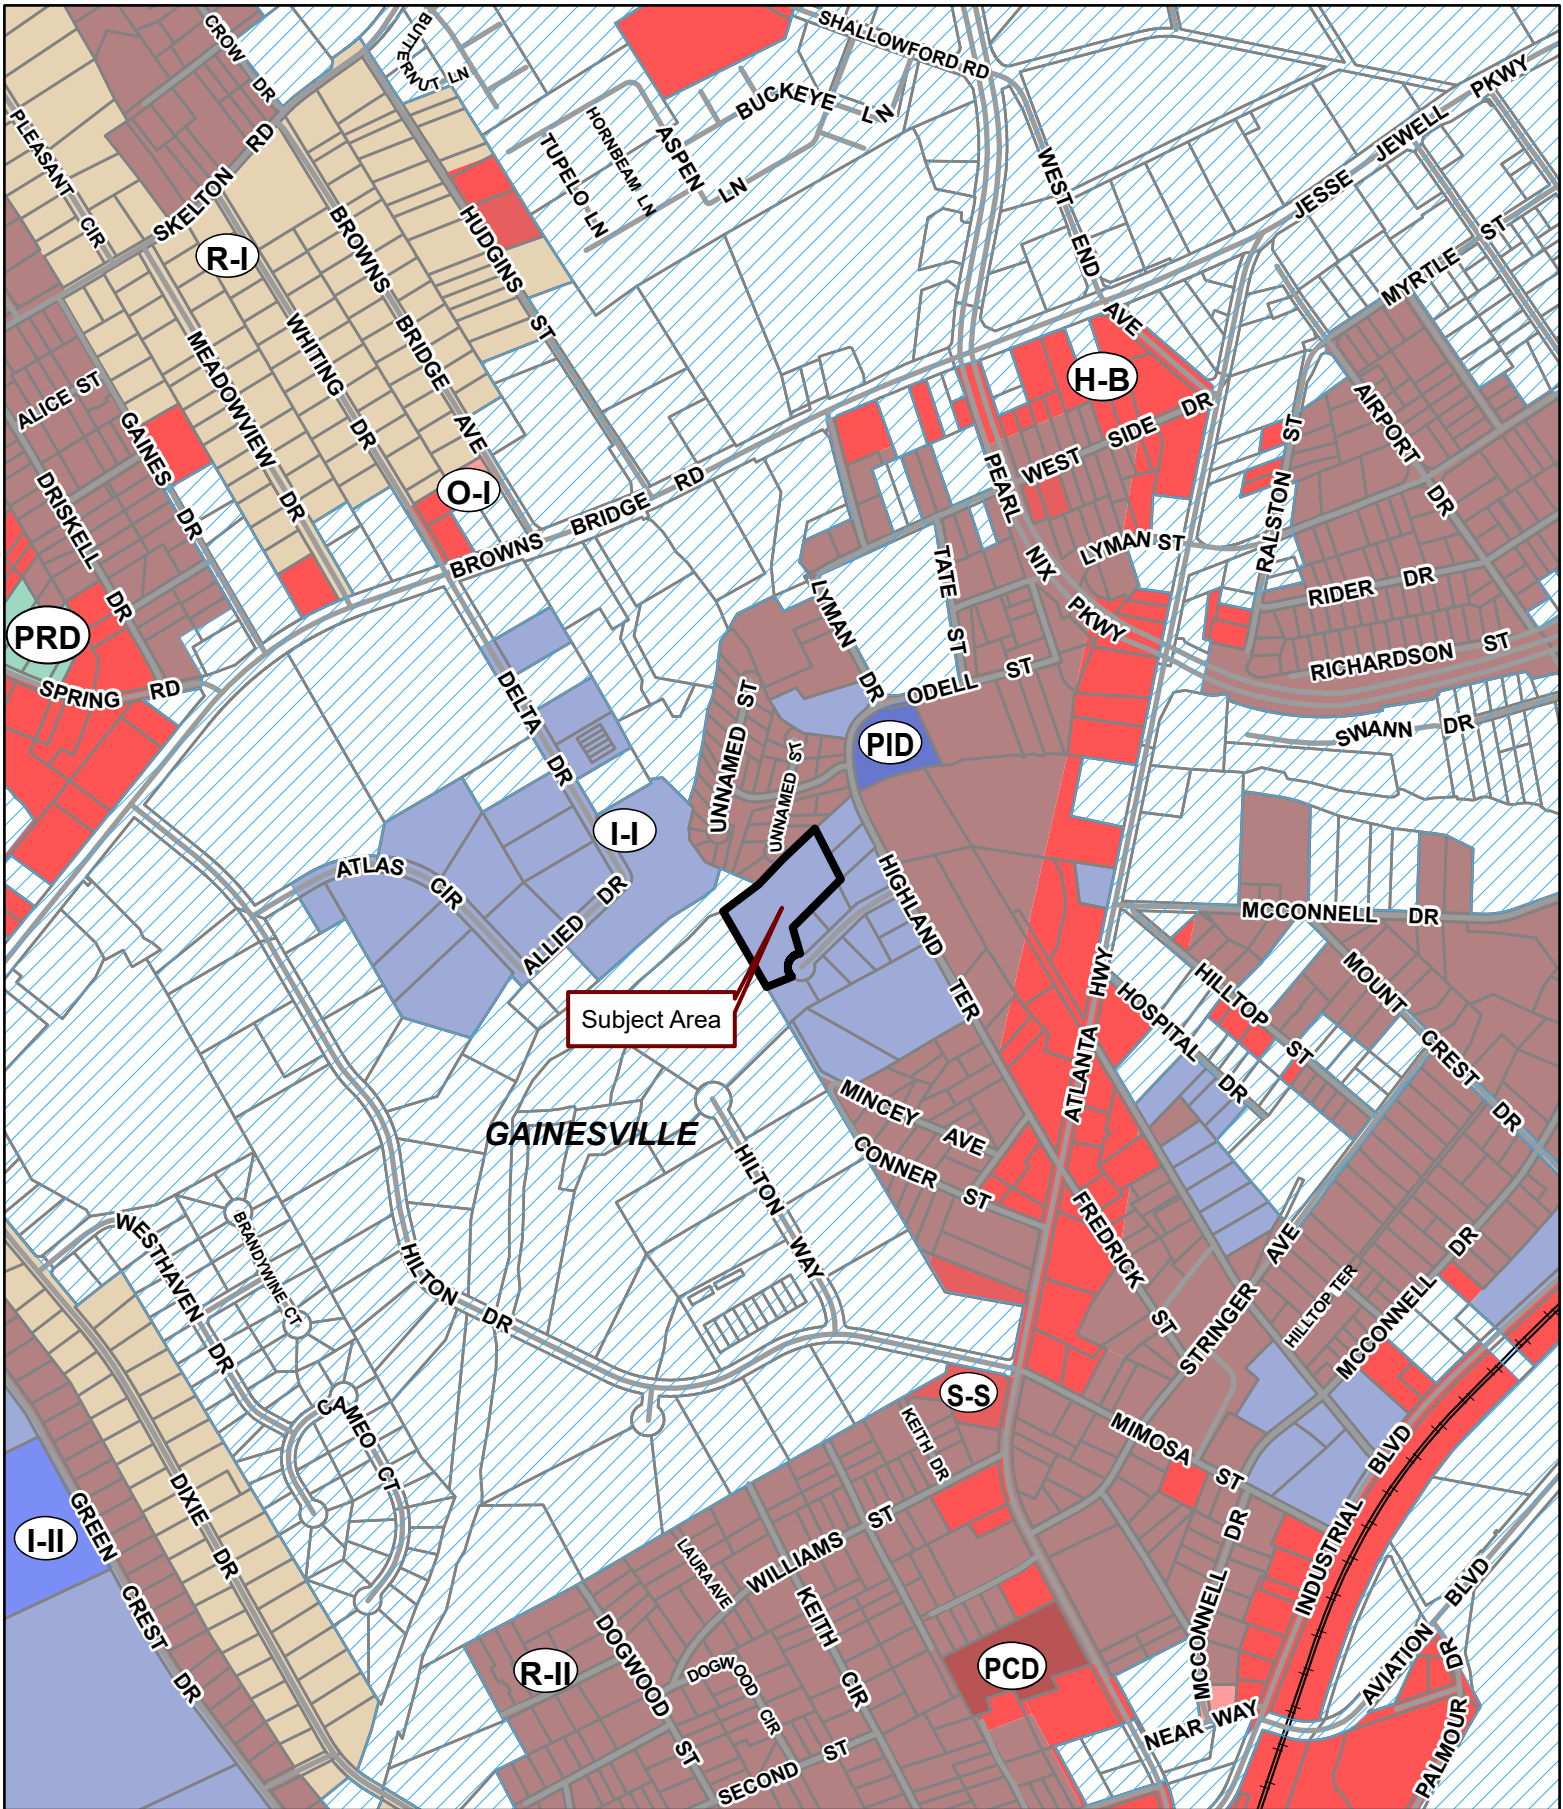 CROW DR
BUTTERNUT LN
SHALLOWFORD RD
PLEASANT CIR
SKELTON RD
HORNBEAM LN
TUPELO LN
ASPEN LN
BUCKEYE LN
WEST END AVE
JESSE JEWELL PKWY
MYRTLE ST
R-I
BROWNS BRIDGE AVE
HUDGINS ST
MEADOWVIEW DR
WHITING DR
ALICE ST
GAINES DR
DRISKELL DR
H-B
WEST SIDE DR
AIRPORT DR
RALSTON ST
PEARL NIX PKWY
O-I
BROWNS BRIDGE RD
LYMAN ST
RIDER DR
RICHARDSON ST
TATE ST
LYMAN DR
ODELL ST
PRD
SPRING RD
DELTA DR
UNNAMED ST
UNNAMED ST
PID
SWANN DR
I-I
ATLAS CIR
ALLIED DR
HIGHLAND TER
MCCONNELL DR
Subject Area
ATLANTA HWY
HILLTOP ST
HOSPITAL DR
MOUNT CREST DR
MINCEY AVE
CONNER ST
GAINESVILLE
HILTON WAY
HILTON DR
WESTHAVEN DR
BRANDYWINE CT
CAMEO CT
FREDRICK ST
STRINGER AVE
HILLTOP TER
MCCONNELL DR
S-S
KEITH DR
MIMOSA ST
INDUSTRIAL BLVD
I-II
GREEN CREST DR
DIXIE DR
LAURA AVE
WILLIAMS ST
KEITH CIR
MCCONNELL DR
AVIATION BLVD
R-II
DOGWOOD ST
DOGWOOD CIR
SECOND ST
PCD
NEAR WAY
PALMOUR DR